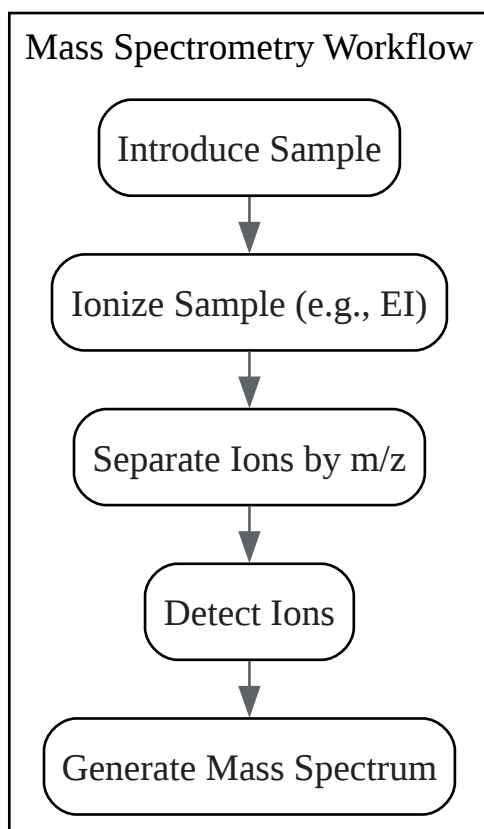 Mass Spectrometry Workflow
Introduce Sample
Ionize Sample (e.g., EI)
Separate Ions by m/z
Detect Ions
Generate Mass Spectrum